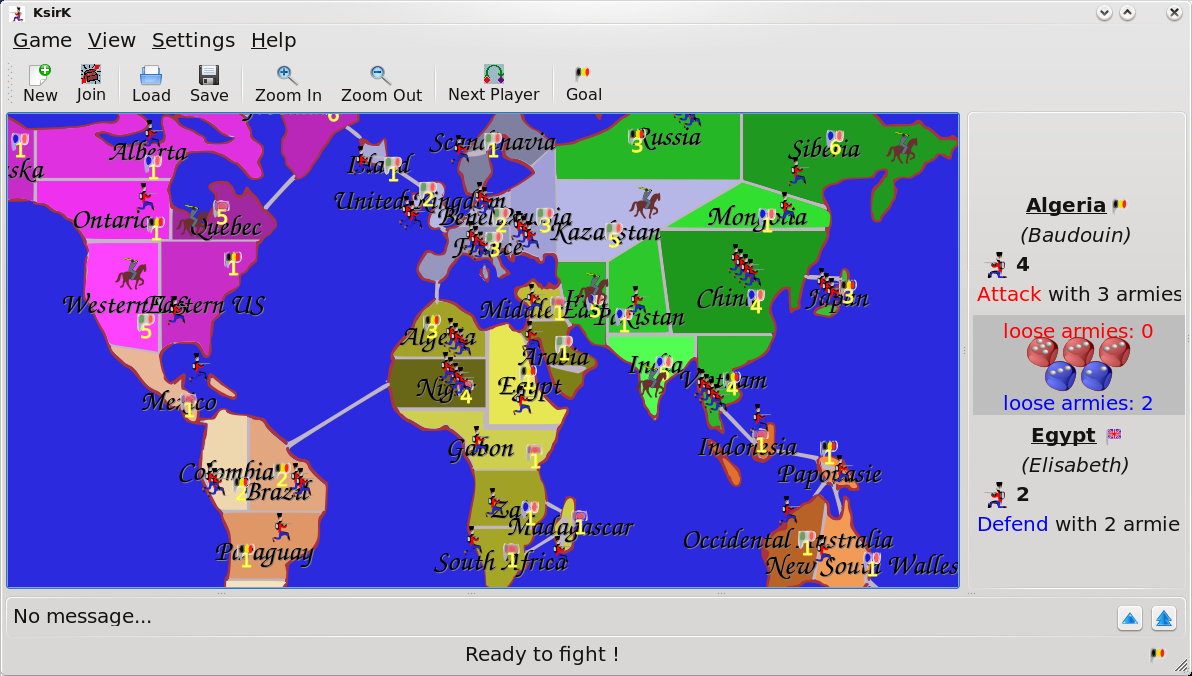 KsirK
Game View Settings Help
New Join Load Save Zoom In Zoom Out Next Player Goal
6
Scandinavia
1
Russia
3
Siberia
6
1
Alberta
1
ska
Island
1
United Kingdom
2
Ontario
1
Quebec
5
Kazakstan
5
Mongolia
1
2
3
France
3
1
Western US
5
Eastern US
Middle East
1
Iran
5
Pakistan
1
China
4
Japan
3
Algeria
3
Arabia
1
Niger
4
Egypt
4
India
1
Vietnam
4
Mexico
1
Gabon
1
Indonesia
1
Papouasie
1
Colombia
2
Brazil
2
Za
1
Madagascar
1
Paraguay
1
South Africa
1
Occidental Australia
1
New South Walles
1
Algeria
(Baudouin)
4
Attack with 3 armies
loose armies: 0
loose armies: 2
Egypt
(Elisabeth)
2
Defend with 2 armie
No message...
Ready to fight !